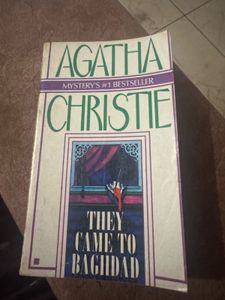 AGATHA
MYSTERY'S #1 BESTSELLER
CHRISTIE
THEY
CAME TO
BAGHDAD